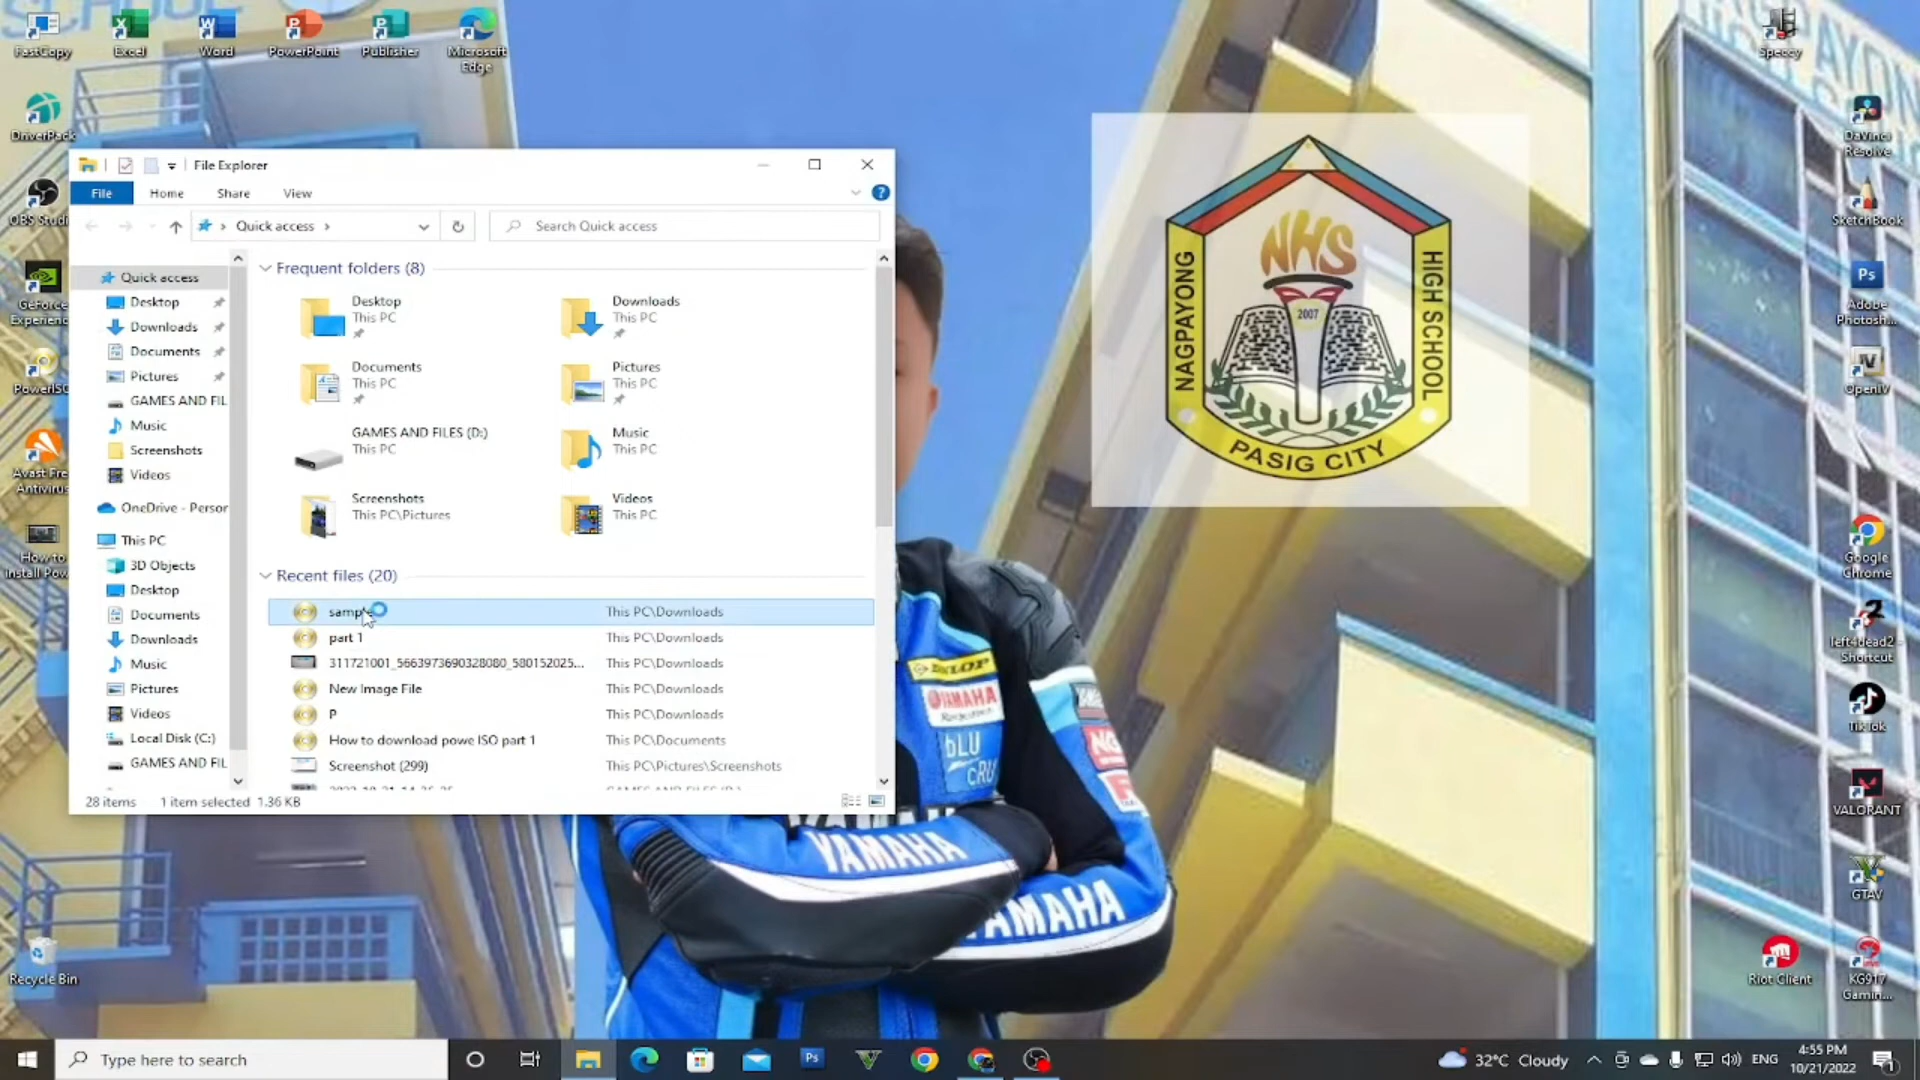 FastCopy
Excel
Word
PowerPoint
Publisher
Microsoft
Edge
Speccy
DriverPack
DaVinci
Resolve
OBS Studi
SketchBook
GeForce
Experience
Adobe
Photosh...
PowerISO
OpenIV
Avast Fre
Antivirus
How to
install Pow
Google
Chrome
left4dead2 -
Shortcut
TikTok
VALORANT
GTAV
Recycle Bin
Riot Client
KG917
Gamin...
File Explorer
File
Home
Share
View
Quick access
Search Quick access
Quick access
Desktop
Downloads
Documents
Pictures
GAMES AND FIL
Music
Screenshots
Videos
OneDrive - Persor
This PC
3D Objects
Desktop
Documents
Downloads
Music
Pictures
Videos
Local Disk (C:)
GAMES AND FIL
Frequent folders (8)
Desktop
This PC
Downloads
This PC
Documents
This PC
Pictures
This PC
GAMES AND FILES (D:)
This PC
Music
This PC
Screenshots
This PC\Pictures
Videos
This PC
Recent files (20)
sample This PC\Downloads
part 1 This PC\Downloads
311721001_5663973690328080_580152025... This PC\Downloads
New Image File This PC\Downloads
P This PC\Downloads
How to download powe ISO part 1 This PC\Documents
Screenshot (299) This PC\Pictures\Screenshots
28 items 1 item selected 1.36 KB
NHS
2007
NAGPAYONG
HIGH SCHOOL
PASIG CITY
DUNLOP
YAMAHA
bLU
cRU
YAMAHA
YAMAHA
Type here to search
Ps
32°C Cloudy
ENG
4:55 PM
10/21/2022